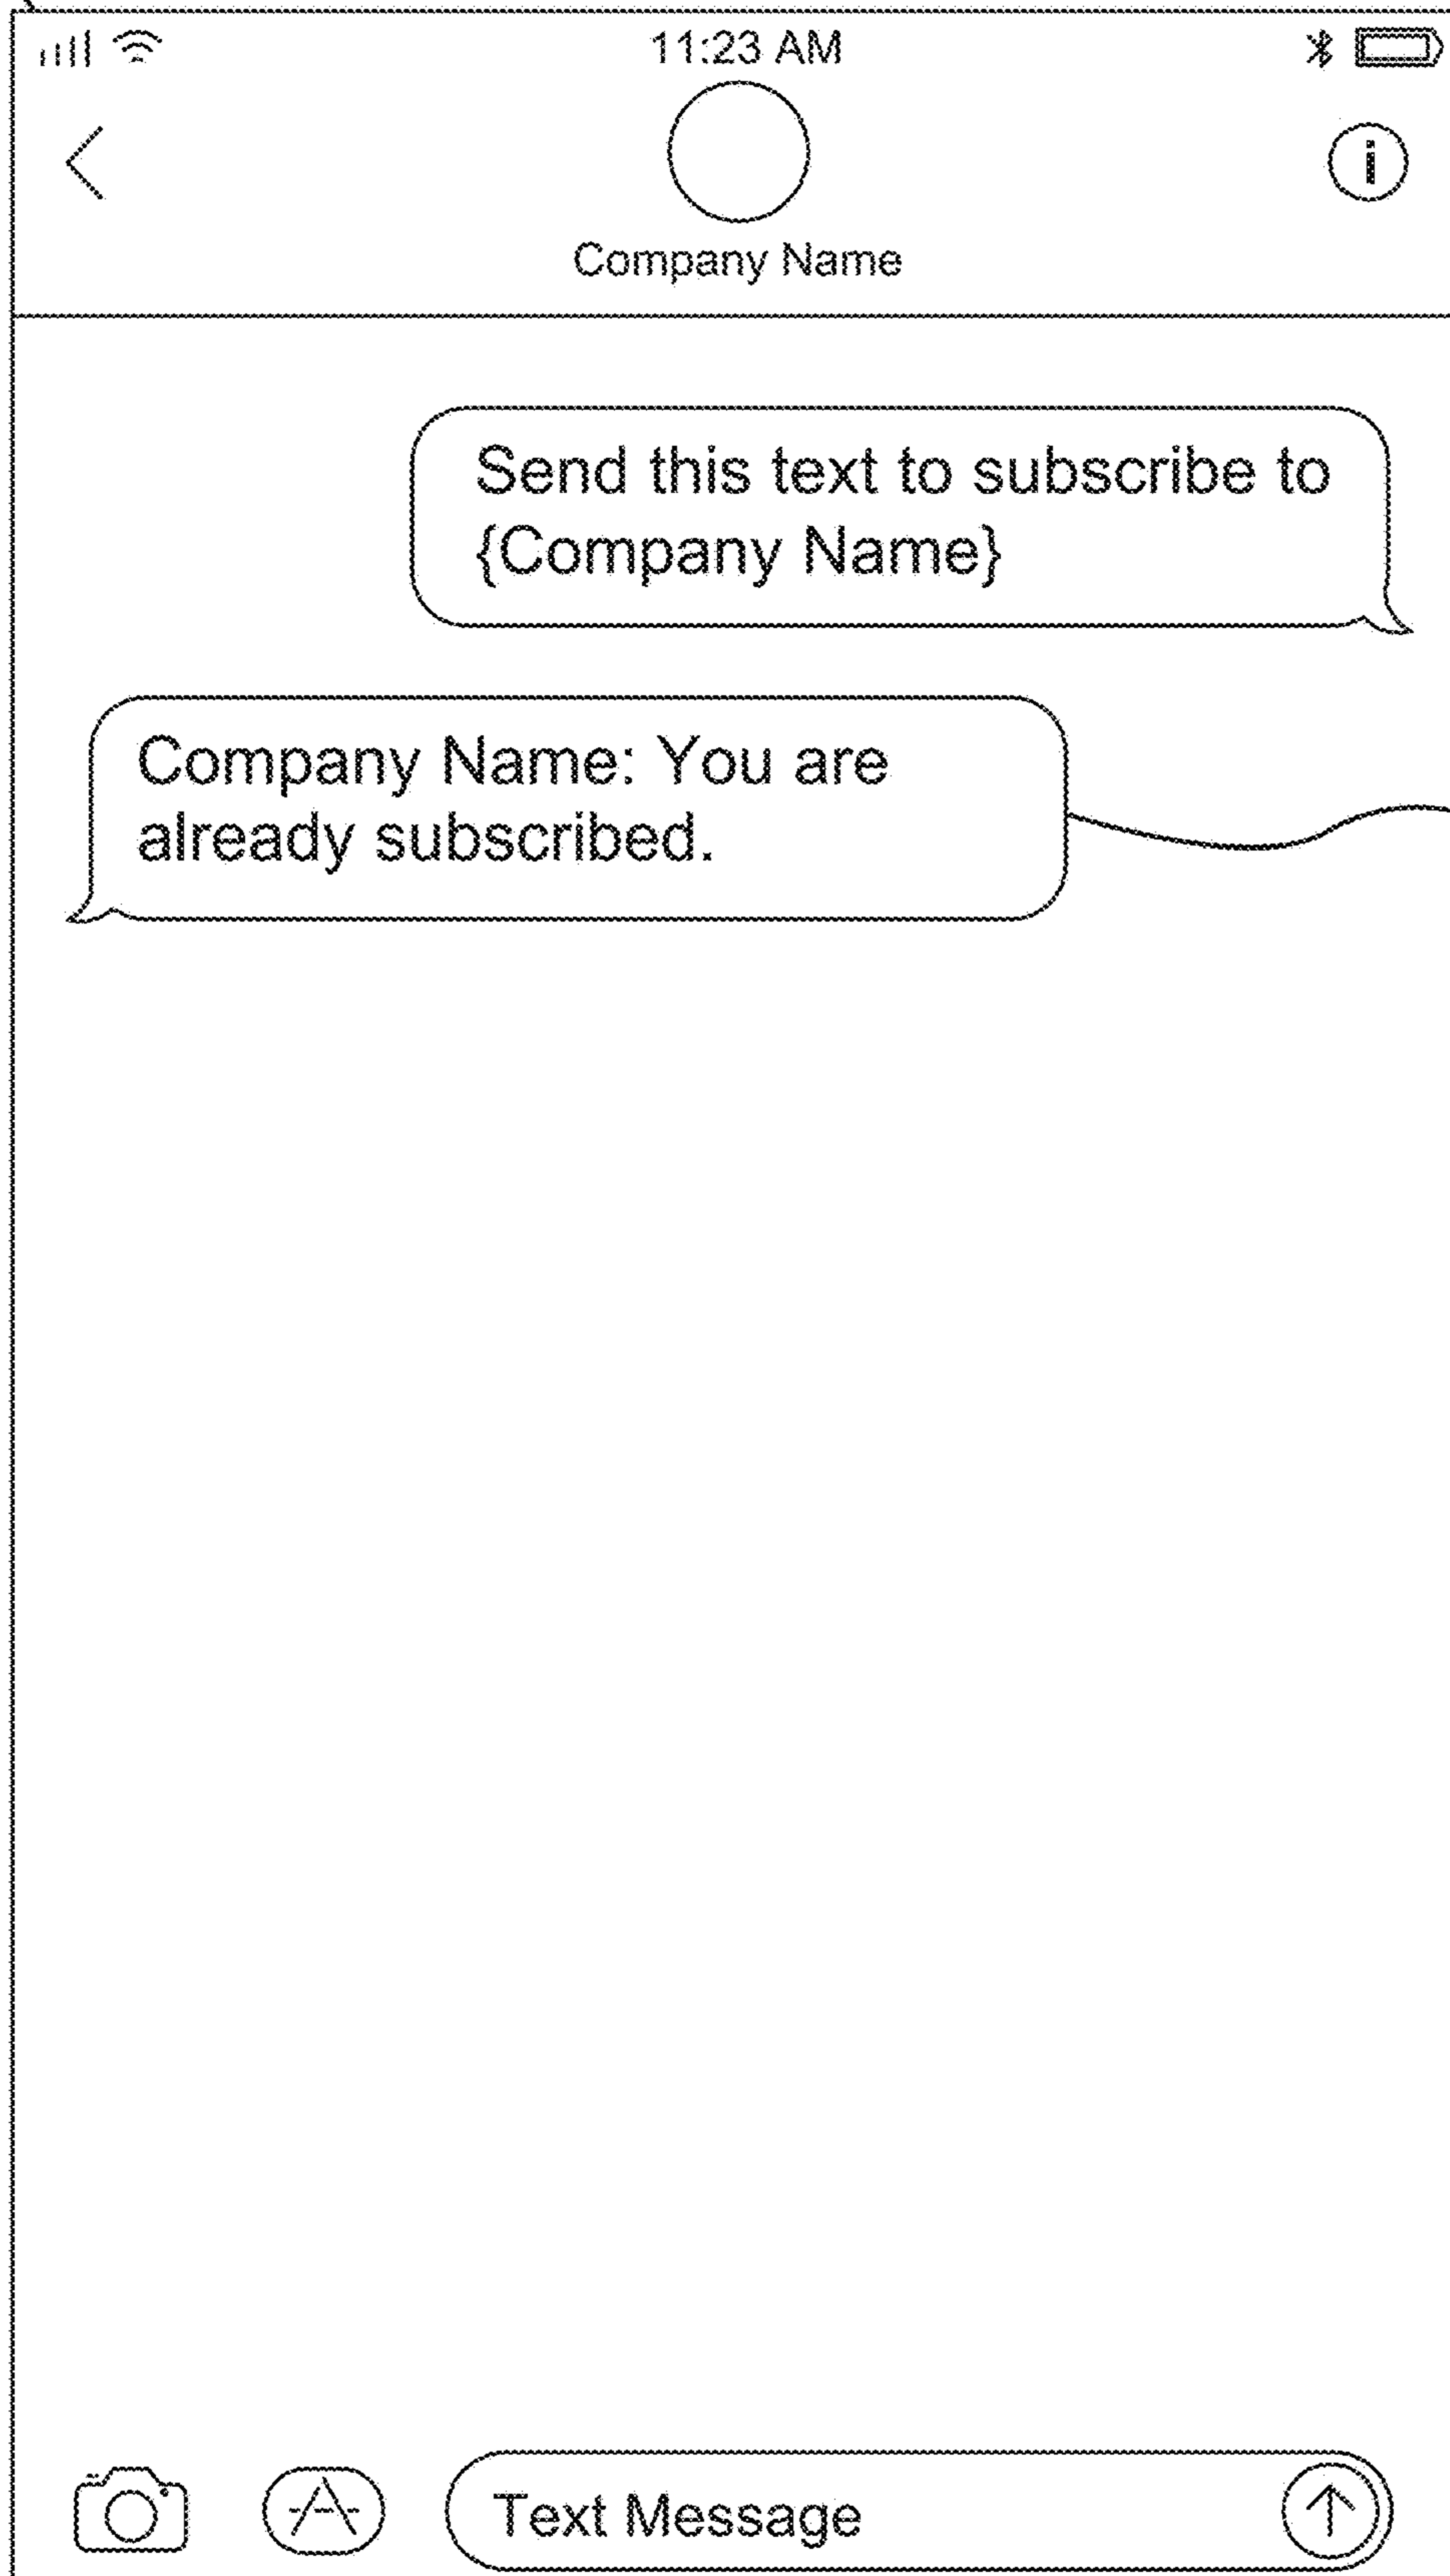 11:23 AM
i
Company Name
Send this text to subscribe to
{Company Name}
Company Name: You are
already subscribed.
Text Message